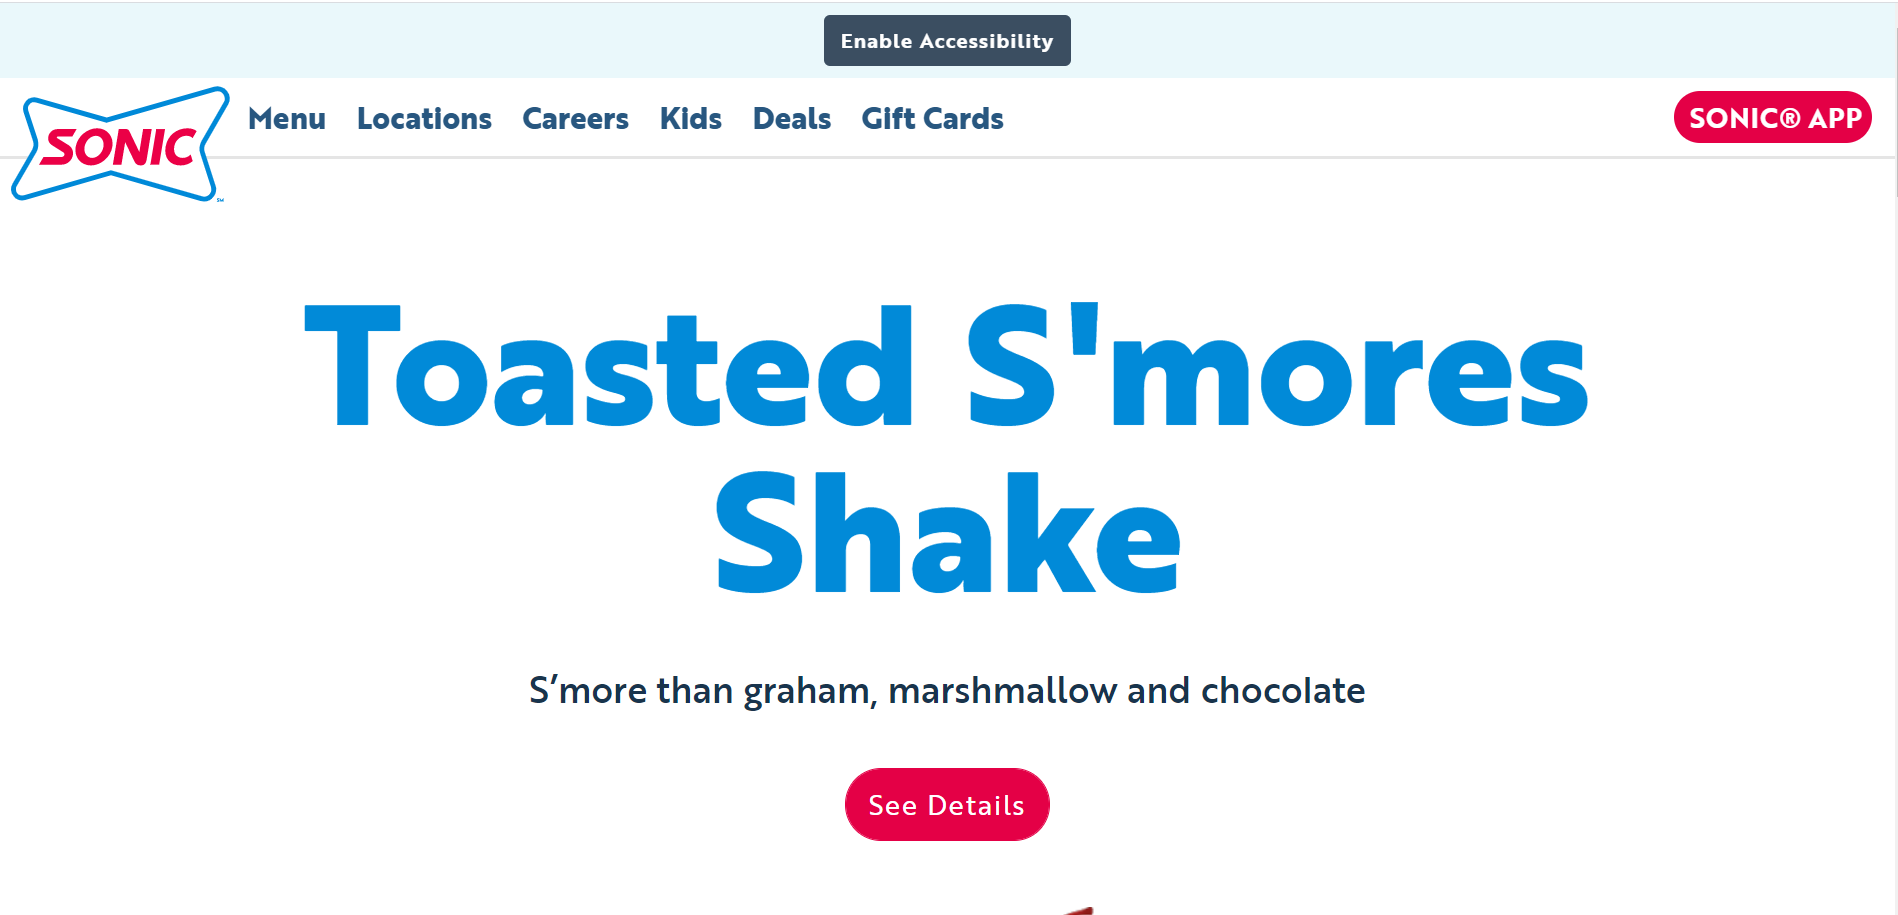 Enable Accessibility
SONIC
SM
Menu Locations Careers Kids Deals Gift Cards
SONIC® APP
Toasted S'mores
Shake
S’more than graham, marshmallow and chocolate
See Details